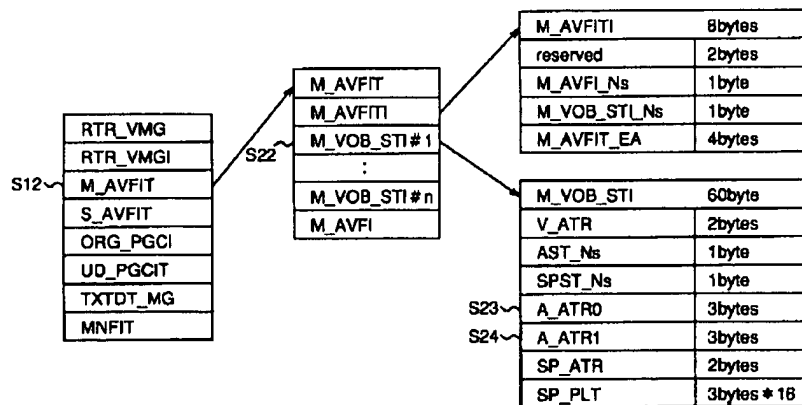 RTR_VMG
RTR_VMGI
S12
M_AVFIT
S_AVFIT
ORG_PGCI
UD_PGCIT
TXTDT_MG
MNFIT
M_AVFIT
M_AVFITI
S22
M_VOB_STI#1
:
M_VOB_STI#n
M_AVFI
M_AVFITI 8bytes
reserved 2bytes
M_AVFI_Ns 1byte
M_VOB_STI_Ns 1byte
M_AVFIT_EA 4bytes
M_VOB_STI 60byte
V_ATR 2bytes
AST_Ns 1byte
SPST_Ns 1byte
S23 A_ATR0 3bytes
S24 A_ATR1 3bytes
SP_ATR 2bytes
SP_PLT 3bytes*16